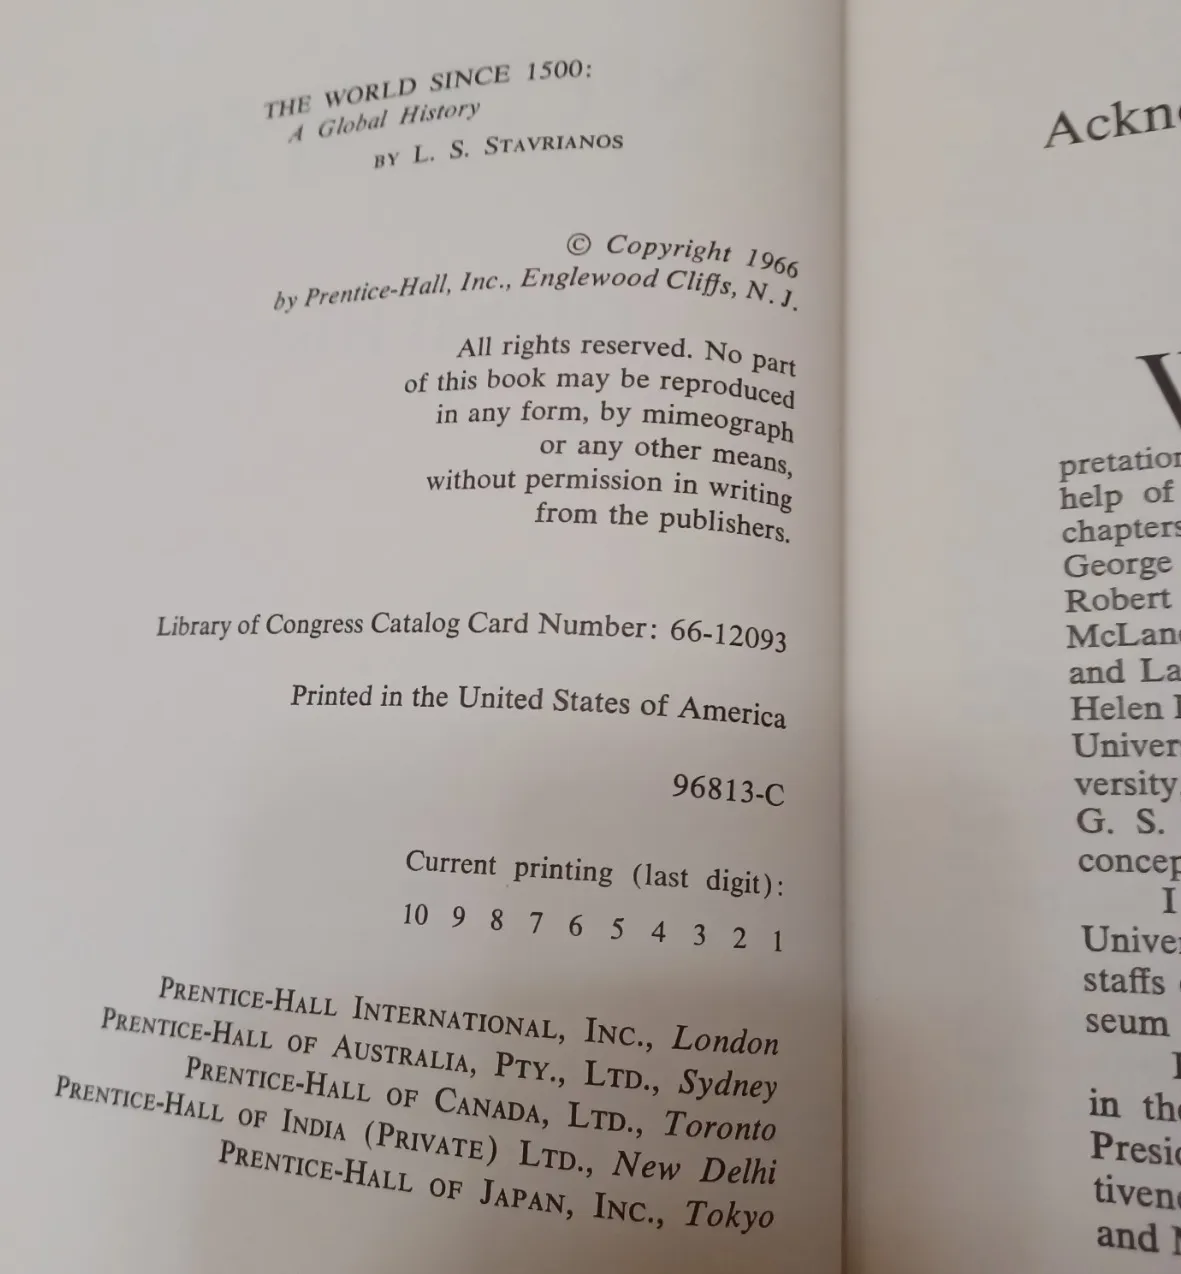 THE WORLD SINCE 1500:
A Global History
BY L. S. STAVRIANOS
© Copyright 1966
by Prentice-Hall, Inc., Englewood Cliffs, N. J.
All rights reserved. No part
of this book may be reproduced
in any form, by mimeograph
or any other means,
without permission in writing
from the publishers.
Library of Congress Catalog Card Number: 66-12093
Printed in the United States of America
96813-C
Current printing (last digit):
10 9 8 7 6 5 4 3 2 1
PRENTICE-HALL INTERNATIONAL, INC., London
PRENTICE-HALL OF AUSTRALIA, PTY., LTD., Sydney
PRENTICE-HALL OF CANADA, LTD., Toronto
PRENTICE-HALL OF INDIA (PRIVATE) LTD., New Delhi
PRENTICE-HALL OF JAPAN, INC., Tokyo
help of
chapters
George
Robert
and
Helen
G. S.
I
staffs
seum
in
and